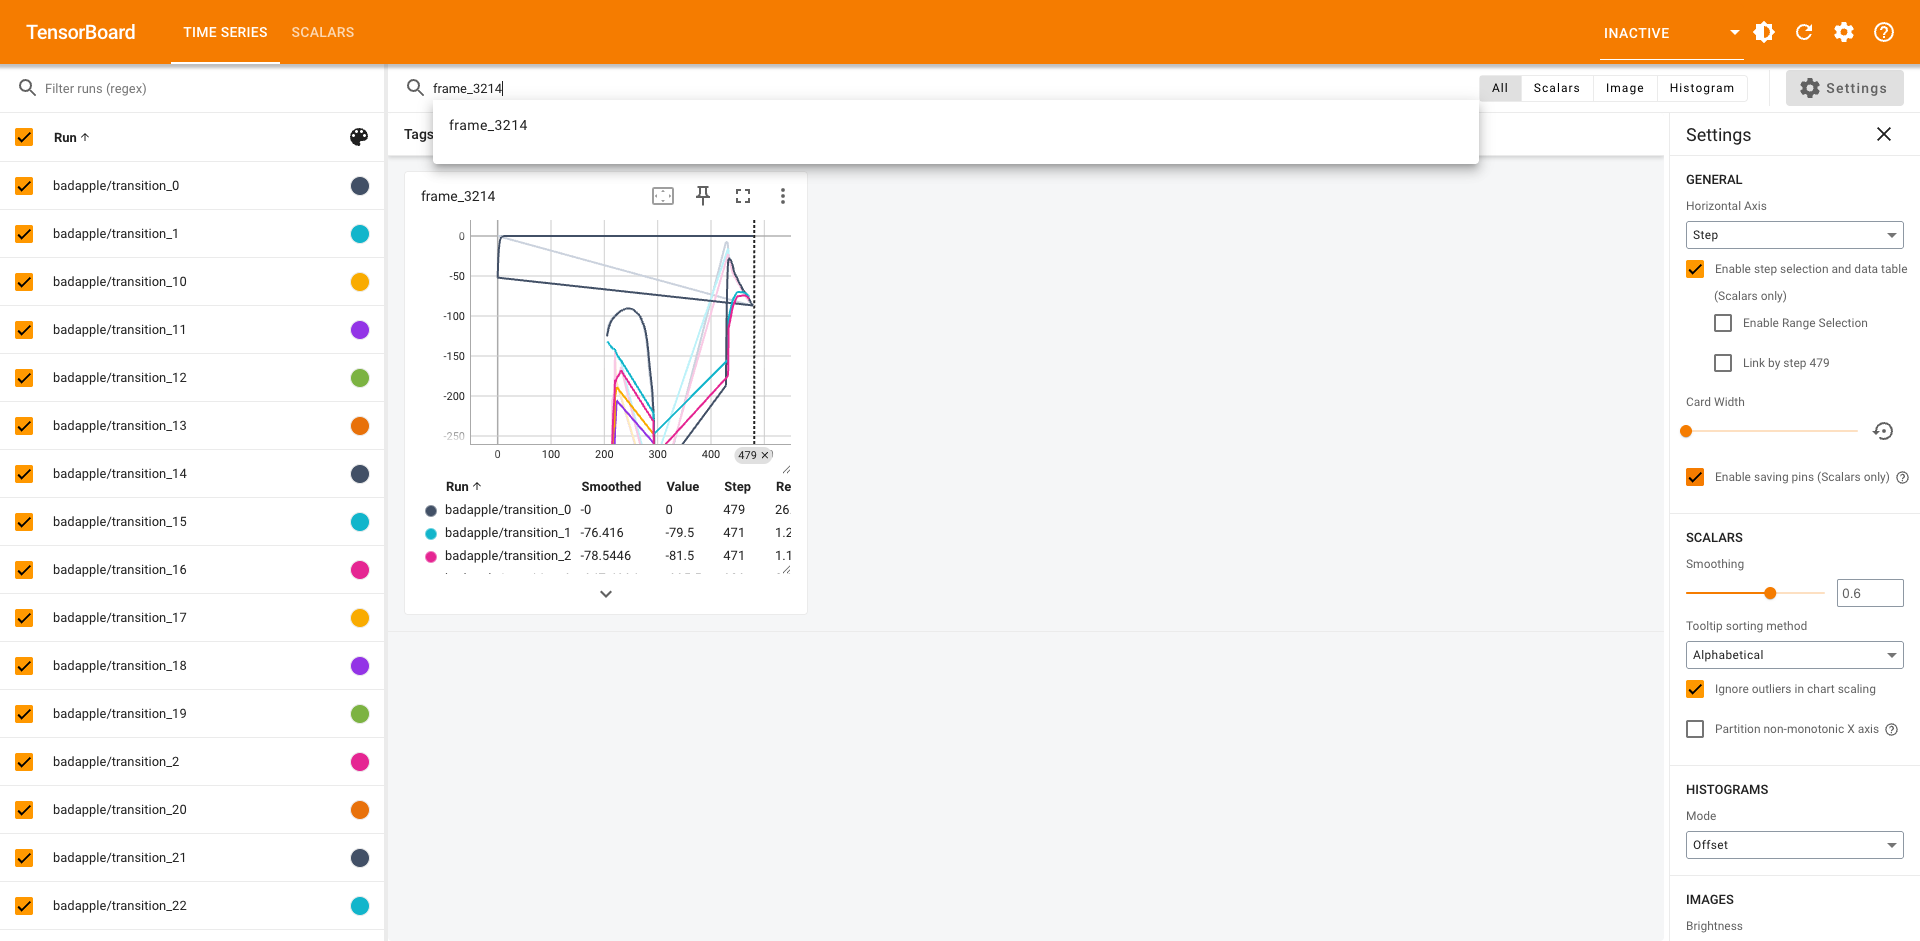 TensorBoard TIME SERIES SCALARS INACTIVE
Filter runs (regex)
Run
badapple/transition_0
badapple/transition_1
badapple/transition_10
badapple/transition_11
badapple/transition_12
badapple/transition_13
badapple/transition_14
badapple/transition_15
badapple/transition_16
badapple/transition_17
badapple/transition_18
badapple/transition_19
badapple/transition_2
badapple/transition_20
badapple/transition_21
badapple/transition_22
frame_3214
All Scalars Image Histogram Settings
frame_3214
Tags
frame_3214
0
-50
-100
-150
-200
-250
0 100 200 300 400 479
Run Smoothed Value Step Re
badapple/transition_0 -0 0 479 26.
badapple/transition_1 -76.416 -79.5 471 1.2
badapple/transition_2 -78.5446 -81.5 471 1.1
Settings
GENERAL
Horizontal Axis
Step
Enable step selection and data table
(Scalars only)
Enable Range Selection
Link by step 479
Card Width
Enable saving pins (Scalars only)
SCALARS
Smoothing
0.6
Tooltip sorting method
Alphabetical
Ignore outliers in chart scaling
Partition non-monotonic X axis
HISTOGRAMS
Mode
Offset
IMAGES
Brightness